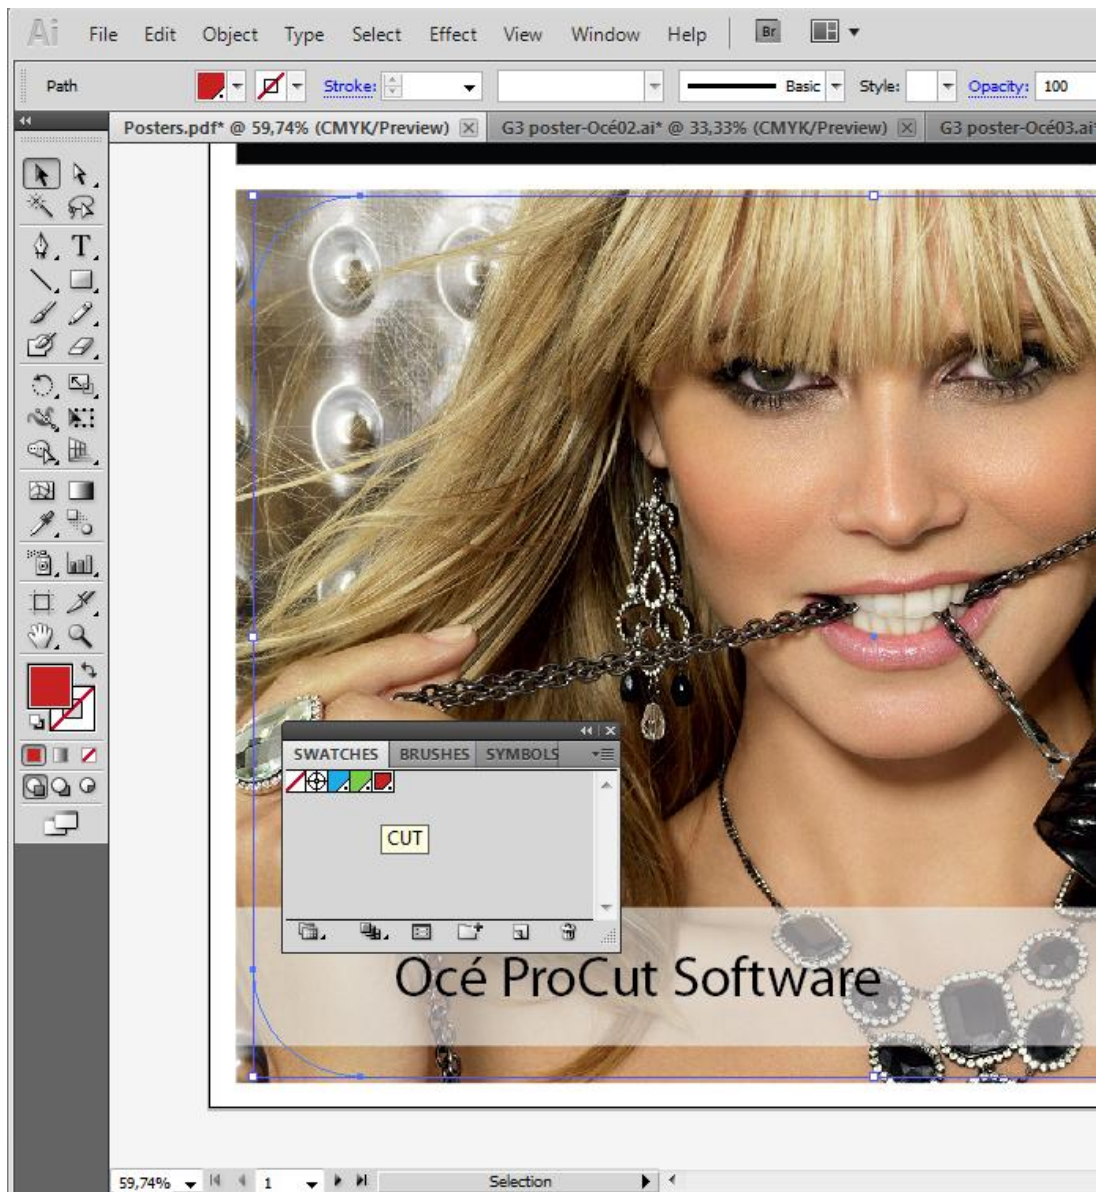 Ai File Edit Object Type Select Effect View Window Help Br
Path Stroke: Basic Style: Opacity: 100
Posters.pdf* @ 59,74% (CMYK/Preview) G3 poster-Océ02.ai* @ 33,33% (CMYK/Preview) G3 poster-Océ03.ai*
SWATCHES BRUSHES SYMBOLS
CUT
Océ ProCut Software
59,74% 1 Selection